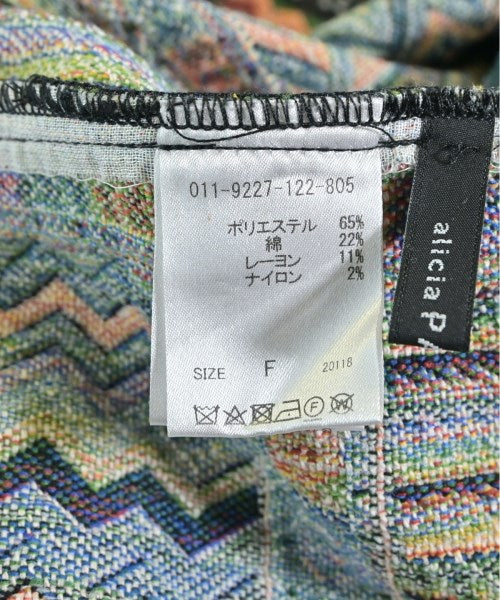 011-9227-122-805
ポリエステル 65%
綿 22%
レーヨン 11%
ナイロン 2%
SIZE F 20118
F W
alicia